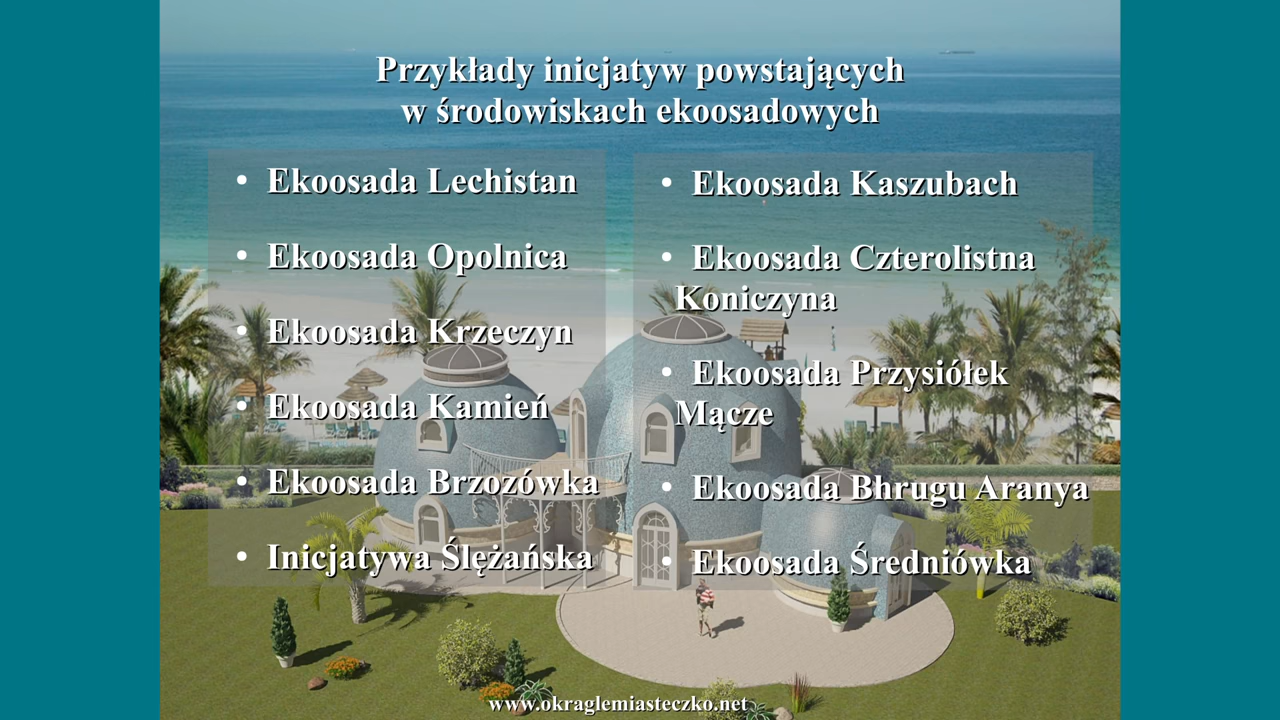 Przykłady inicjatyw powstających
w środowiskach ekoosadowych
• Ekoosada Lechistan
• Ekoosada Opolnica
• Ekoosada Krzeczyn
• Ekoosada Kamień
• Ekoosada Brzozówka
• Inicjatywa Ślężańska
• Ekoosada Kaszubach
• Ekoosada Czterolistna
Koniczyna
• Ekoosada Przysiółek
Mącze
• Ekoosada Bhrugu Aranya
• Ekoosada Średniówka
www.okraglemiasteczko.net